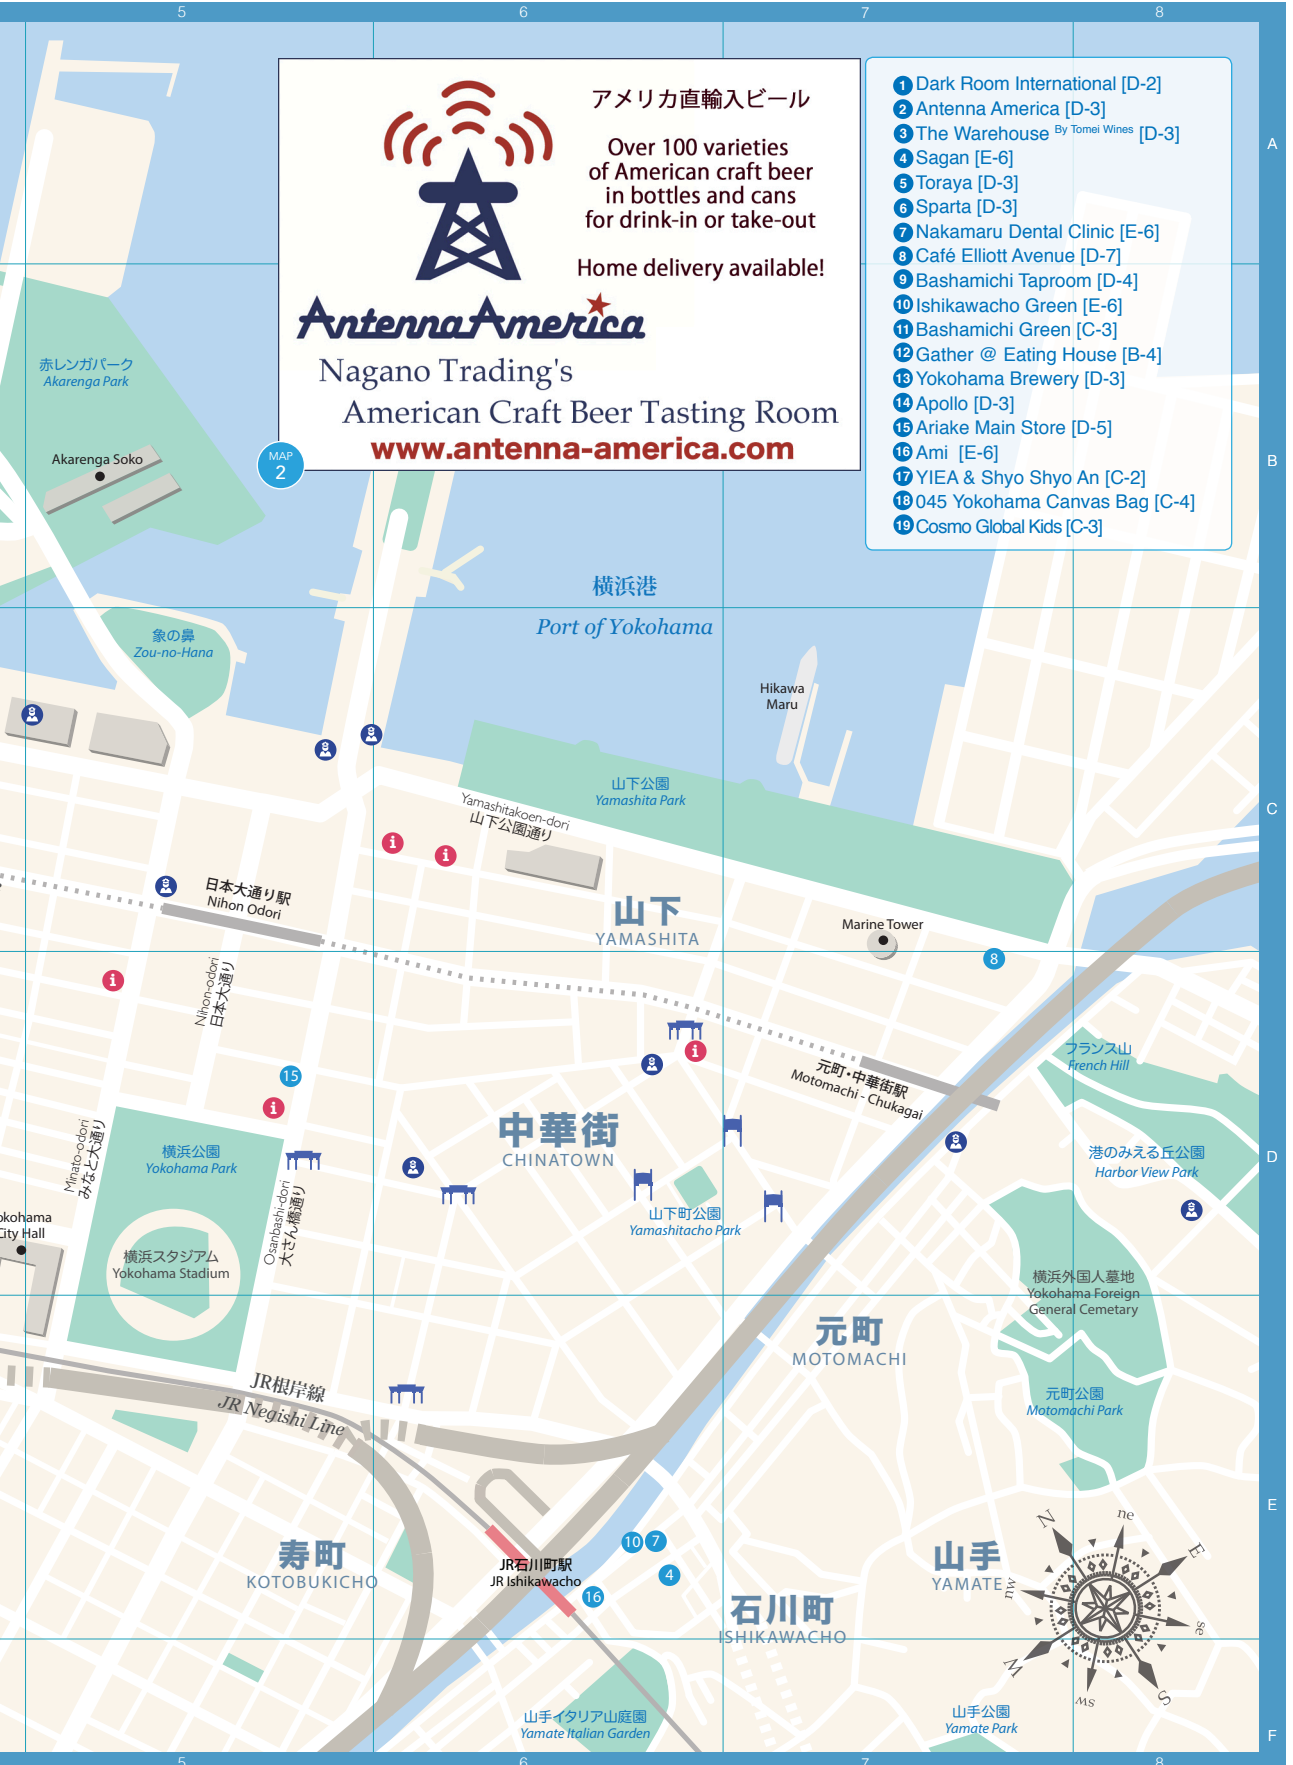 5 6 7 8
アメリカ直輸入ビール
Over 100 varieties
of American craft beer
in bottles and cans
for drink-in or take-out
Home delivery available!
Antenna America
Nagano Trading's
American Craft Beer Tasting Room
www.antenna-america.com
MAP
2
1 Dark Room International [D-2]
2 Antenna America [D-3]
3 The Warehouse By Tomei Wines [D-3]
4 Sagan [E-6]
5 Toraya [D-3]
6 Sparta [D-3]
7 Nakamaru Dental Clinic [E-6]
8 Café Elliott Avenue [D-7]
9 Bashamichi Taproom [D-4]
10 Ishikawacho Green [E-6]
11 Bashamichi Green [C-3]
12 Gather @ Eating House [B-4]
13 Yokohama Brewery [D-3]
14 Apollo [D-3]
15 Ariake Main Store [D-5]
16 Ami [E-6]
17 YIEA & Shyo Shyo An [C-2]
18 045 Yokohama Canvas Bag [C-4]
19 Cosmo Global Kids [C-3]
A
赤レンガパーク
Akarenga Park
Akarenga Soko
B
横浜港
Port of Yokohama
象の鼻
Zou-no-Hana
Hikawa
Maru
山下公園
Yamashita Park
Yamashitakoen-dori
山下公園通り
C
日本大通り駅
Nihon Odori
山下
YAMASHITA
Marine Tower
8
Nihon-odori
日本大通り
15
元町・中華街駅
Motomachi - Chukagai
フランス山
French Hill
中華街
CHINATOWN
Minato-odori
みなと大通り
横浜公園
Yokohama Park
港のみえる丘公園
Harbor View Park
D
Osanbashi-dori
大さん橋通り
山下町公園
Yamashitacho Park
okohama
City Hall
横浜スタジアム
Yokohama Stadium
横浜外国人墓地
Yokohama Foreign
General Cemetary
元町
MOTOMACHI
JR根岸線
JR Negishi Line
元町公園
Motomachi Park
E
寿町
KOTOBUKICHO
JR石川町駅
JR Ishikawacho
10 7
4
16
石川町
ISHIKAWACHO
山手
YAMATE
N
ne
E
se
S
sw
W
nw
山手イタリア山庭園
Yamate Italian Garden
山手公園
Yamate Park
F
5 6 7 8